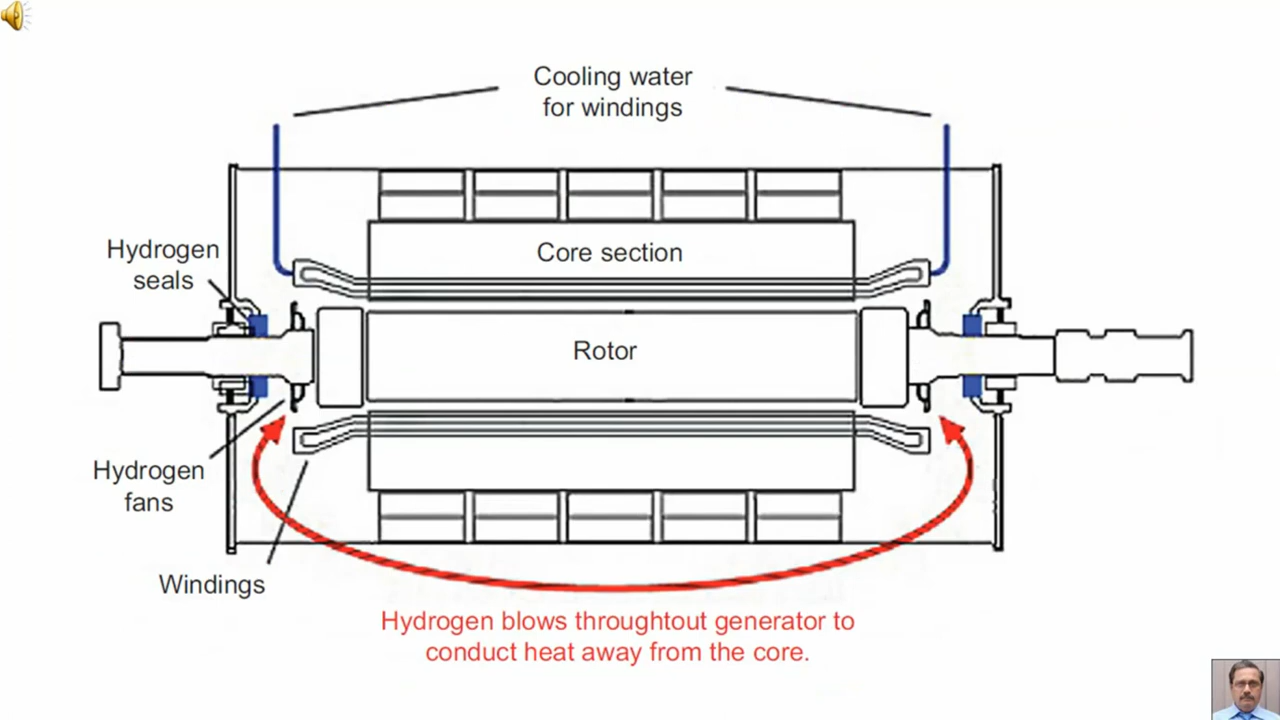 Cooling water
for windings
Hydrogen
seals
Core section
Rotor
Hydrogen
fans
Windings
Hydrogen blows throughtout generator to
conduct heat away from the core.